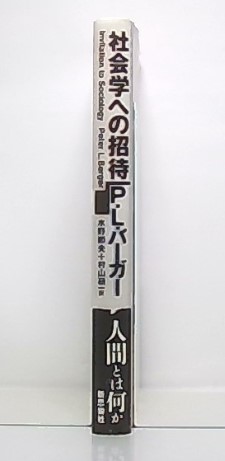 社会学への招待
P・L・バーガー
Invitation to Sociology Peter L. Berger
水野節夫+村山研一訳
人間とは何か
新思索社